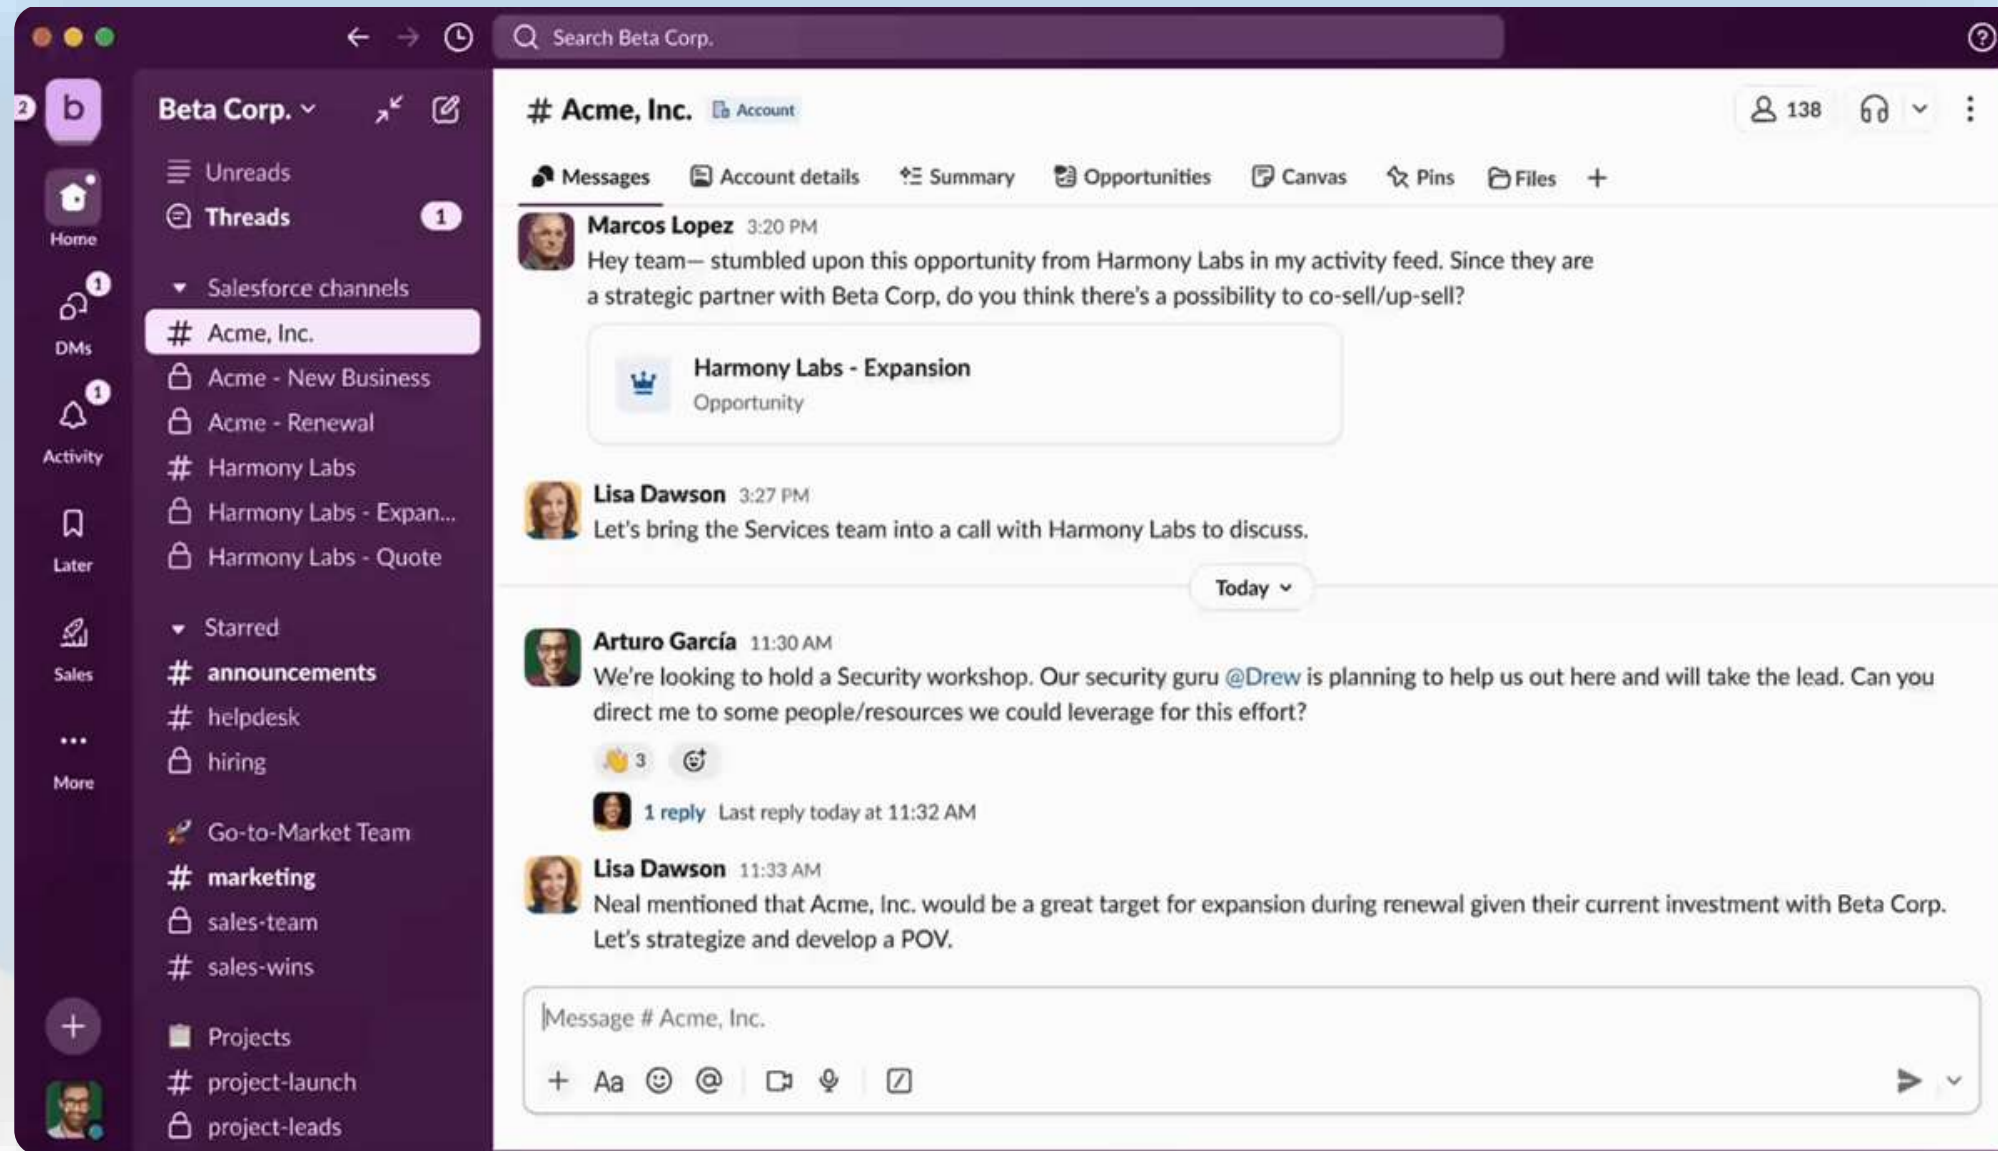 Search Beta Corp.
2
b
Beta Corp.
# Acme, Inc. Account
138
Home
DMs
1
Activity
1
Later
Sales
More
Unreads
Threads 1
Salesforce channels
# Acme, Inc.
Acme - New Business
Acme - Renewal
# Harmony Labs
Harmony Labs - Expan...
Harmony Labs - Quote
Starred
# announcements
# helpdesk
hiring
Go-to-Market Team
# marketing
sales-team
# sales-wins
Projects
# project-launch
project-leads
Messages Account details Summary Opportunities Canvas Pins Files +
Marcos Lopez 3:20 PM
Hey team— stumbled upon this opportunity from Harmony Labs in my activity feed. Since they are
a strategic partner with Beta Corp, do you think there's a possibility to co-sell/up-sell?
Harmony Labs - Expansion
Opportunity
Lisa Dawson 3:27 PM
Let's bring the Services team into a call with Harmony Labs to discuss.
Today
Arturo García 11:30 AM
We're looking to hold a Security workshop. Our security guru @Drew is planning to help us out here and will take the lead. Can you
direct me to some people/resources we could leverage for this effort?
3
1 reply Last reply today at 11:32 AM
Lisa Dawson 11:33 AM
Neal mentioned that Acme, Inc. would be a great target for expansion during renewal given their current investment with Beta Corp.
Let's strategize and develop a POV.
Message # Acme, Inc.
+ Aa @